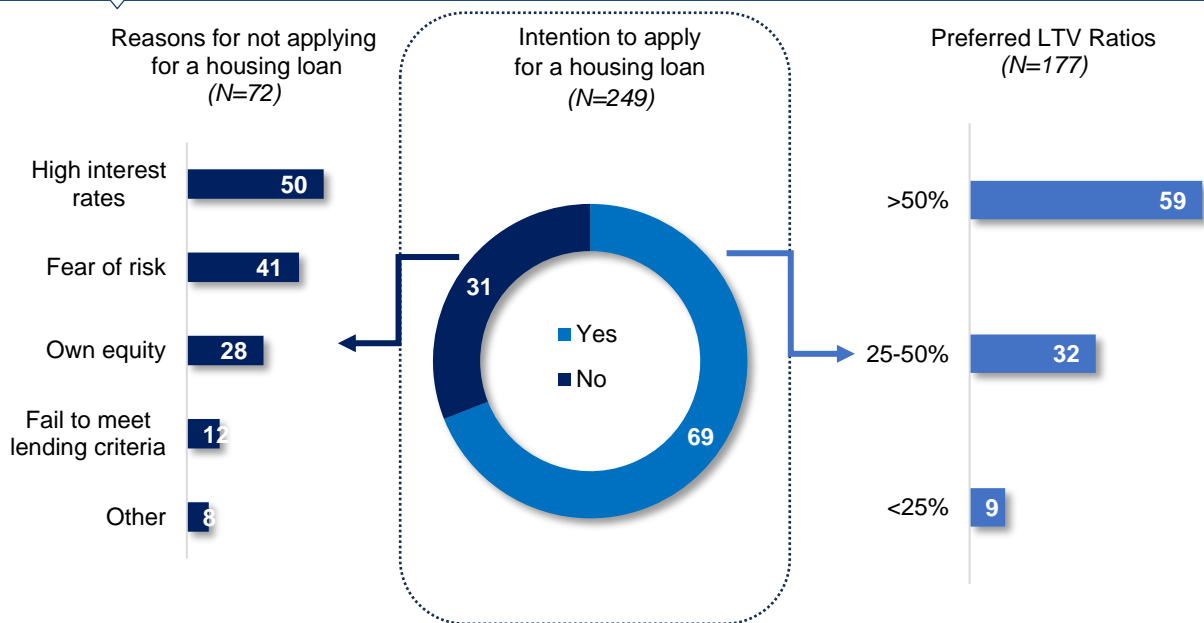 Reasons for not applying
for a housing loan
(N=72)
High interest
rates
50
Fear of risk
41
Own equity
28
Fail to meet
lending criteria
12
Other
8
Intention to apply
for a housing loan
(N=249)
31
Yes
No
69
Preferred LTV Ratios
(N=177)
>50%
59
25-50%
32
<25%
9